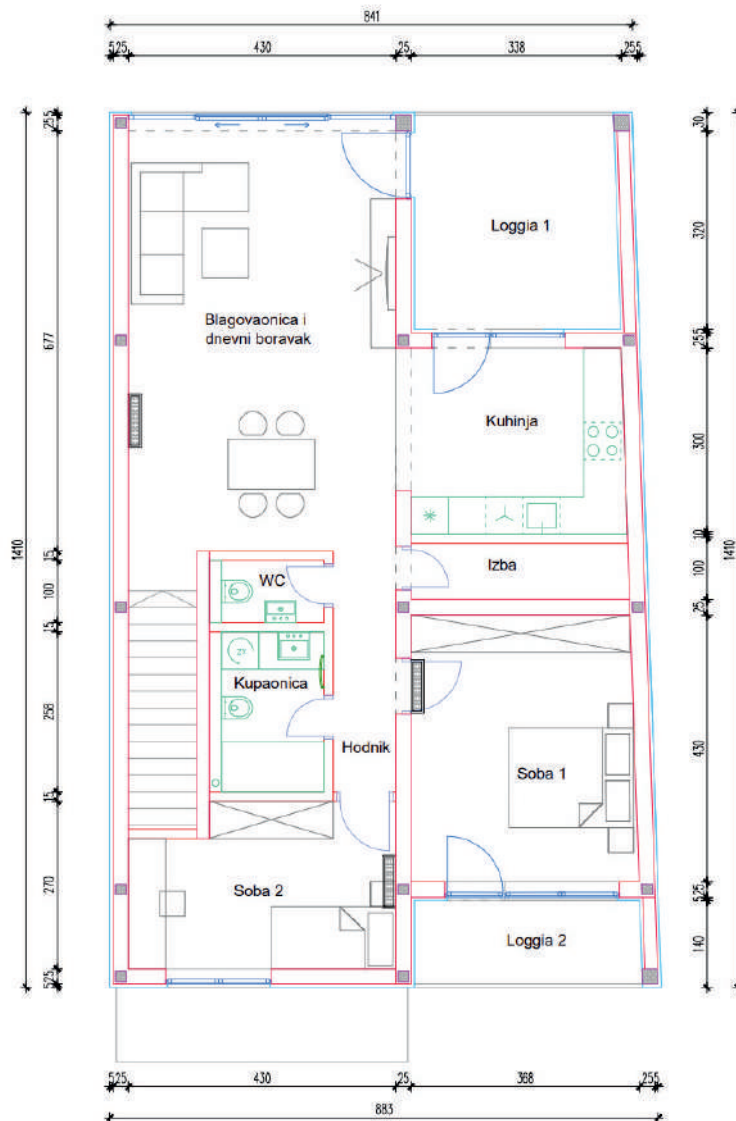 841
525 430 25 338 255
255
677
15
100
15
258
15
270
525
1410
30
320
255
300
10
100
25
430
525
140
1410
Loggia 1
Blagovaonica i
dnevni boravak
Kuhinja
Izba
WC
Kupaonica
Hodnik
Soba 1
Soba 2
Loggia 2
525 430 25 368 255
883